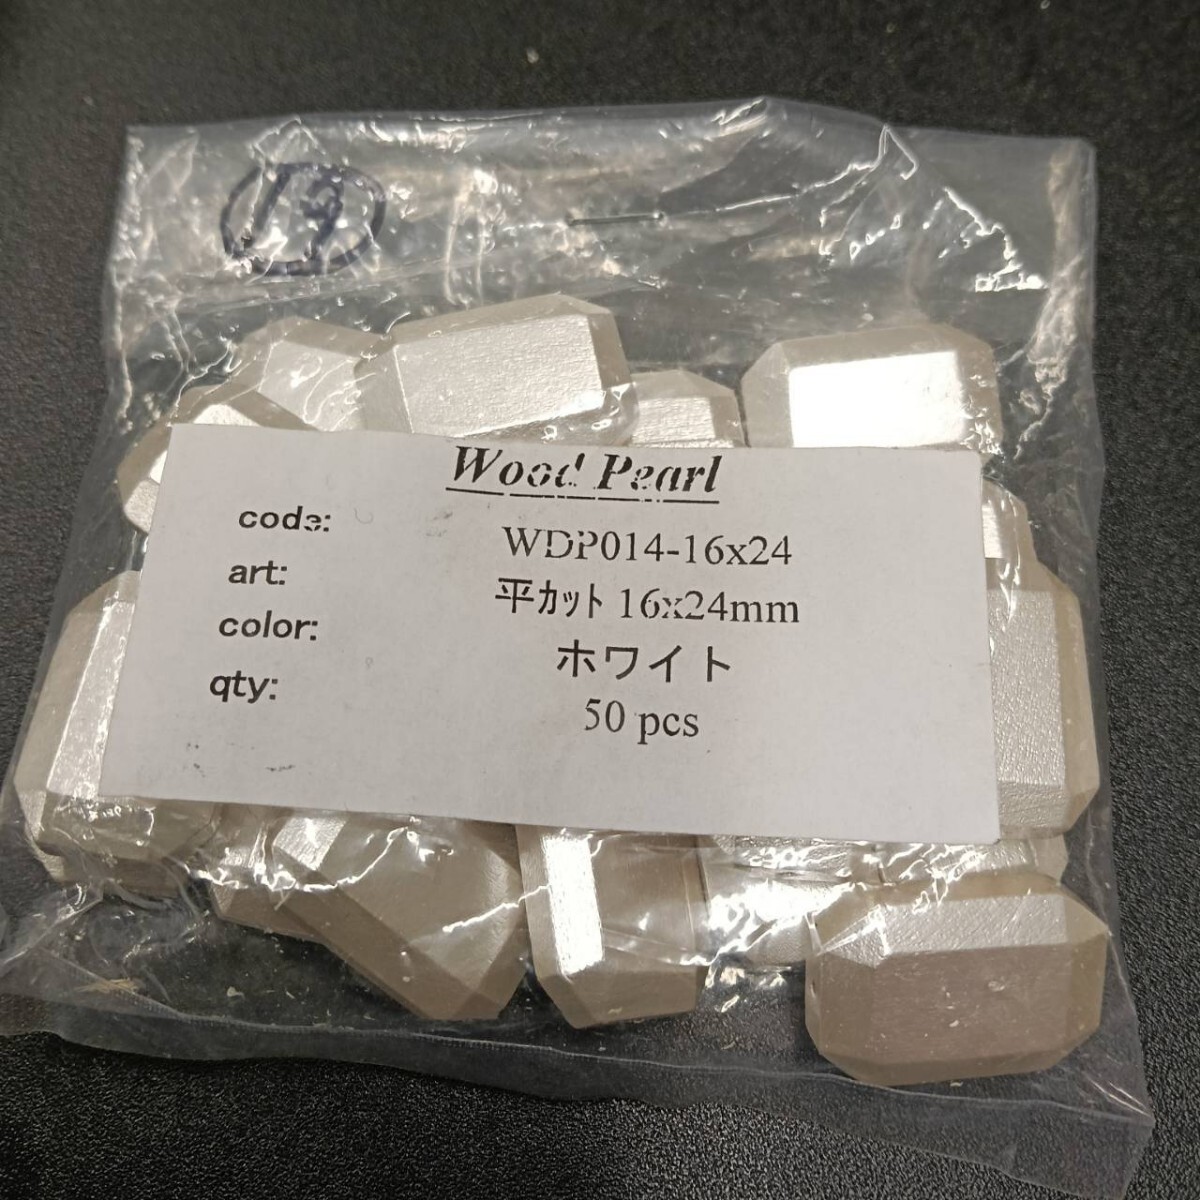 Wood Pearl
code: WDP014-16x24
art: 平カット 16x24mm
color: ホワイト
qty: 50 pcs